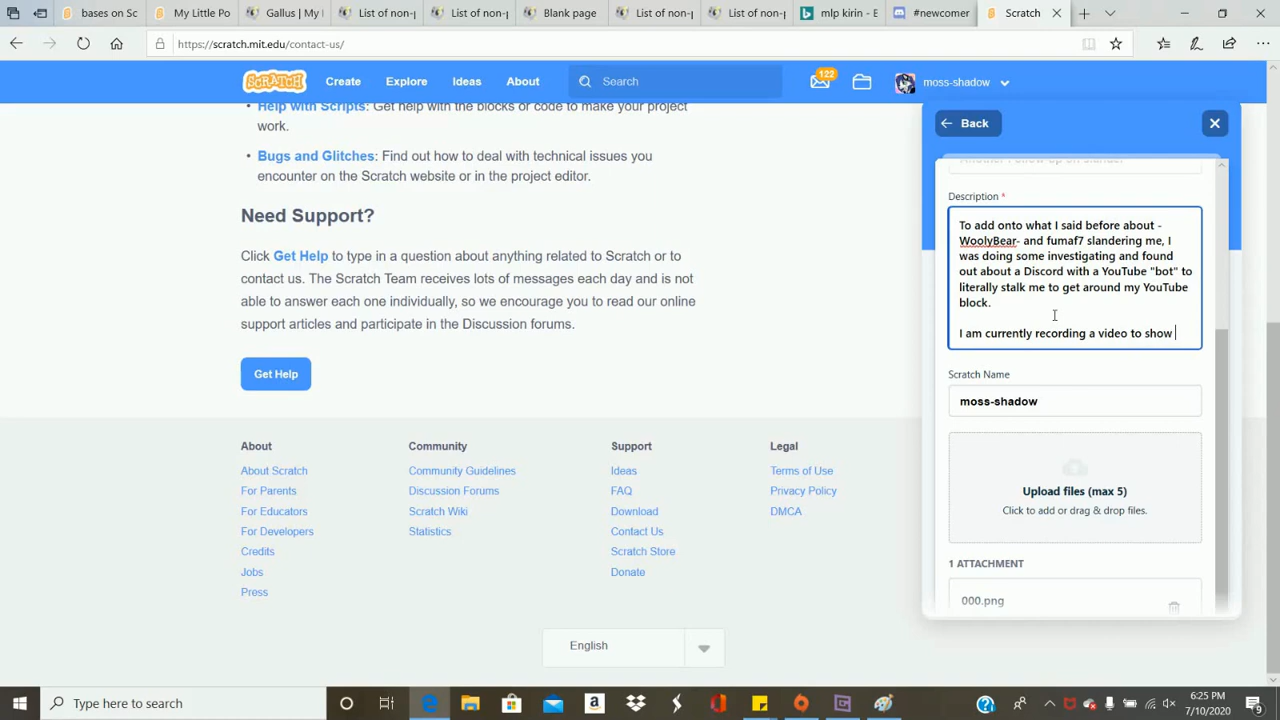 bases on Sc
My Little Po
Gallus | My l
List of non-p
List of non-p
Blank page
List of non-p
List of non-p
mlp kirin - E
#newcomer
Scratch
https://scratch.mit.edu/contact-us/
SCRATCH
Create
Explore
Ideas
About
Search
122
moss-shadow
Help with Scripts: Get help with the blocks or code to make your project
work.
Bugs and Glitches: Find out how to deal with technical issues you
encounter on the Scratch website or in the project editor.
Need Support?
Click Get Help to type in a question about anything related to Scratch or to
contact us. The Scratch Team receives lots of messages each day and is not
able to answer each one individually, so we encourage you to read our online
support articles and participate in the Discussion forums.
Get Help
Back
Another Follow-up on slander
Description *
To add onto what I said before about -
WoolyBear- and fumaf7 slandering me, I
was doing some investigating and found
out about a Discord with a YouTube "bot" to
literally stalk me to get around my YouTube
block.
I am currently recording a video to show
Scratch Name
moss-shadow
Upload files (max 5)
Click to add or drag & drop files.
1 ATTACHMENT
000.png
About
About Scratch
For Parents
For Educators
For Developers
Credits
Jobs
Press
Community
Community Guidelines
Discussion Forums
Scratch Wiki
Statistics
Support
Ideas
FAQ
Download
Contact Us
Scratch Store
Donate
Legal
Terms of Use
Privacy Policy
DMCA
English
Type here to search
6:25 PM
7/10/2020
9